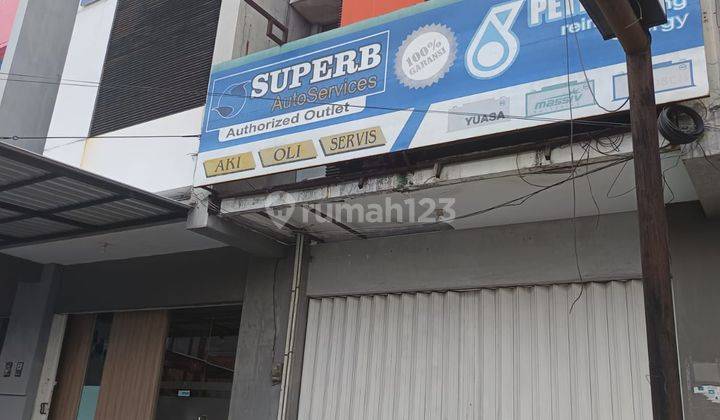 SUPERB
AutoServices
Authorized Outlet
100%
GARANSI
AKI OLI SERVIS
YUASA
massiv
rumah123